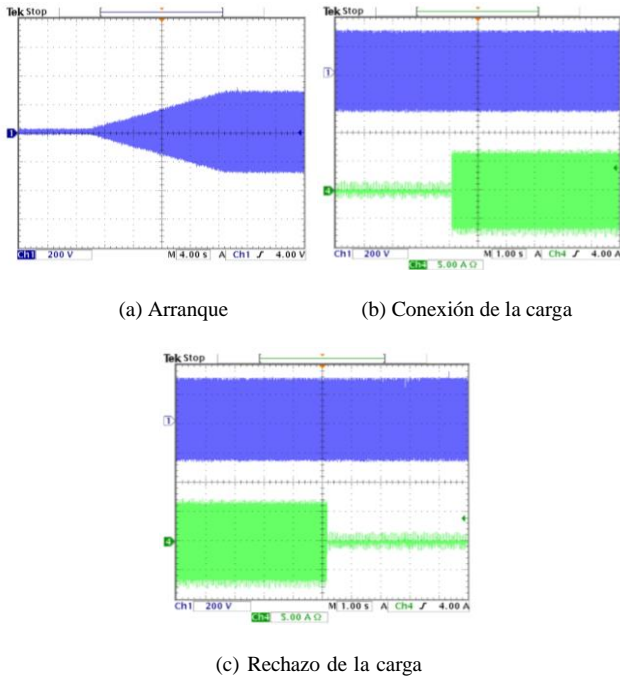 Tek Stop
1
Ch1 200 V M 4.00 s A Ch1 ƒ 4.00 V
(a) Arranque
Tek Stop
1
4
Ch1 200 V M 1.00 s A Ch4 ƒ 4.00 A
Ch4 5.00 A Ω
(b) Conexión de la carga
Tek Stop
1
4
Ch1 200 V M 1.00 s A Ch4 ƒ 4.00 A
Ch4 5.00 A Ω
(c) Rechazo de la carga